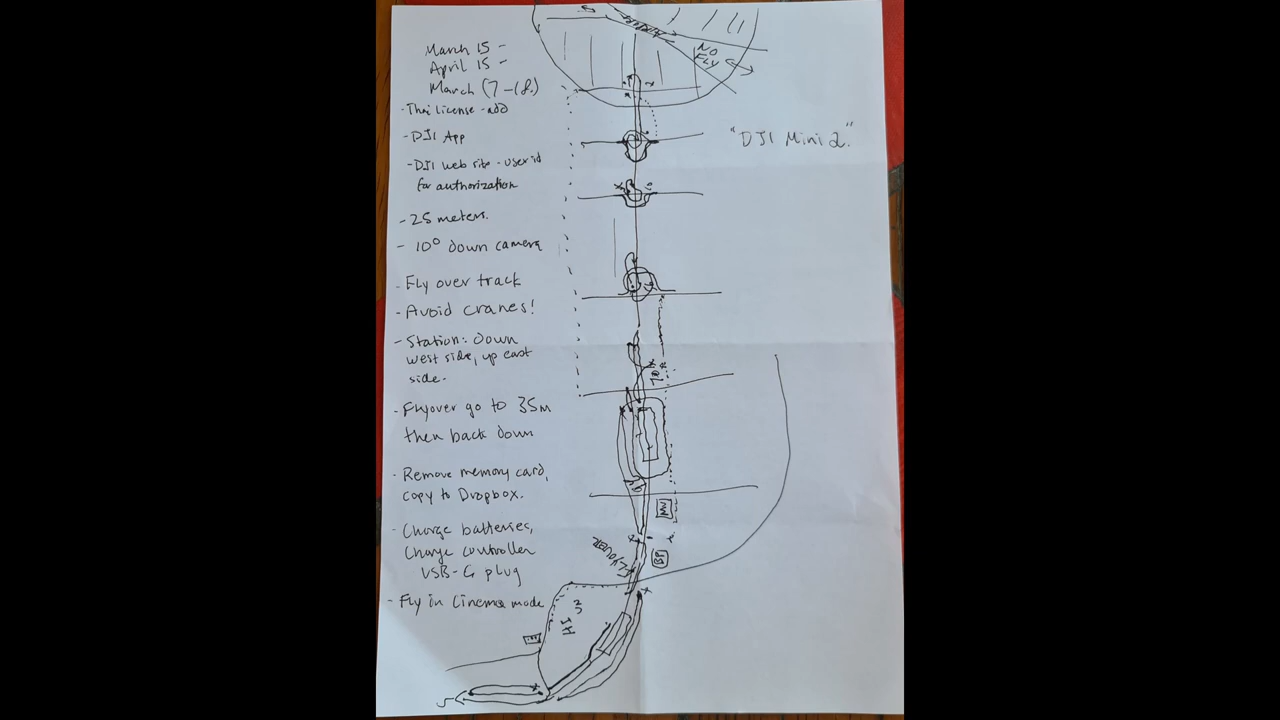 March 15 -
April 15 -
March (7-18)
- Thai license - add
- DJI App
- DJI web site - user id
for authorization
- 25 meters.
- 10° down camera
- Fly over track
- Avoid cranes!
- Station: down
west side, up east
side.
- Flyover go to 35m
then back down
- Remove memory card,
copy to Dropbox.
- Charge batteries,
Charge controller
USB-C plug
- Fly in Cinema mode
NO
FLY
"DJI Mini 2."
MW
BP
FLYOVER